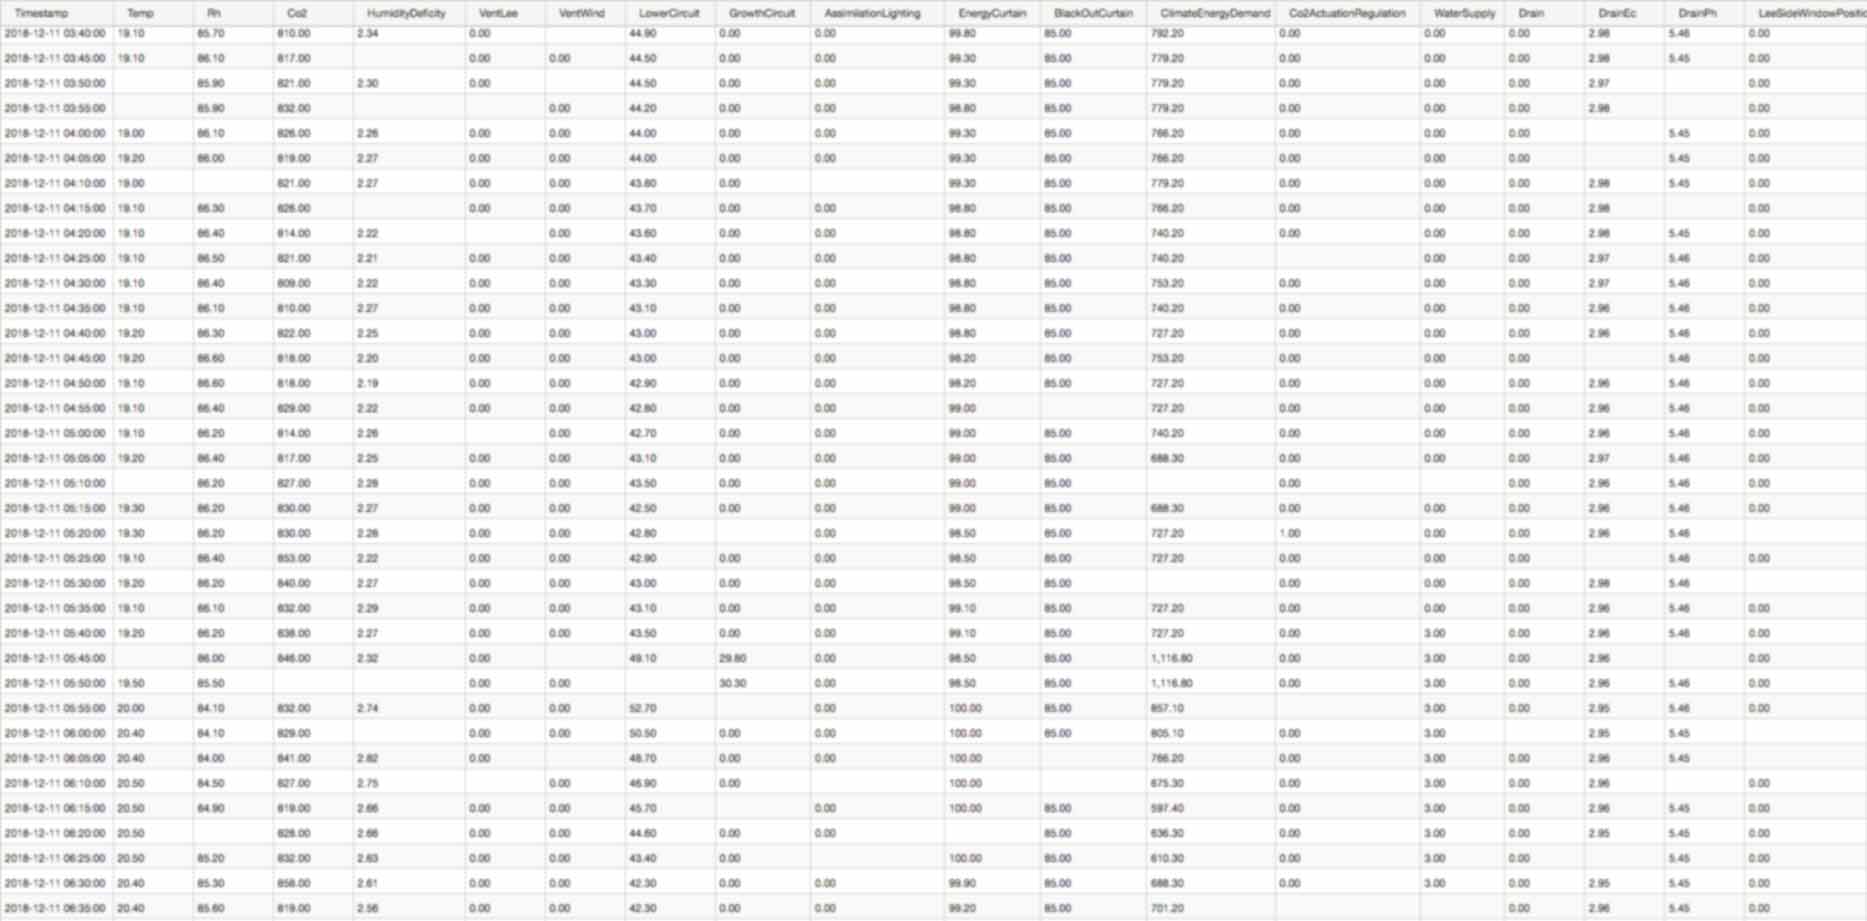 Timestamp Temp Rh Co2 HumidityDeficity VentLee VentWind LowerCircuit GrowthCircuit AssimilationLighting EnergyCurtain BlackOutCurtain ClimateEnergyDemand Co2ActuationRegulation WaterSupply Drain DrainEc DrainPh LeeSideWindowPositio
2018-12-11 03:40:00 19.10 85.70 810.00 2.34 0.00 44.90 0.00 0.00 99.80 85.00 792.20 0.00 0.00 0.00 2.98 5.46 0.00
2018-12-11 03:45:00 19.10 86.10 817.00 0.00 0.00 44.50 0.00 0.00 99.30 85.00 779.20 0.00 0.00 0.00 2.98 5.45 0.00
2018-12-11 03:50:00 85.90 821.00 2.30 0.00 44.50 0.00 0.00 99.30 85.00 779.20 0.00 0.00 0.00 2.97 0.00
2018-12-11 03:55:00 85.90 832.00 0.00 44.20 0.00 0.00 98.80 85.00 779.20 0.00 0.00 0.00 2.98 0.00
2018-12-11 04:00:00 19.00 86.10 826.00 2.26 0.00 0.00 44.00 0.00 0.00 99.30 85.00 766.20 0.00 0.00 0.00 5.45 0.00
2018-12-11 04:05:00 19.20 86.00 819.00 2.27 0.00 0.00 44.00 0.00 0.00 99.30 85.00 766.20 0.00 0.00 0.00 5.45 0.00
2018-12-11 04:10:00 19.00 821.00 2.27 0.00 0.00 43.80 0.00 99.30 85.00 779.20 0.00 0.00 0.00 2.98 5.45 0.00
2018-12-11 04:15:00 19.10 86.30 826.00 0.00 0.00 43.70 0.00 0.00 98.80 85.00 766.20 0.00 0.00 0.00 2.98 0.00
2018-12-11 04:20:00 19.10 86.40 814.00 2.22 0.00 43.60 0.00 0.00 98.80 85.00 740.20 0.00 0.00 0.00 2.98 5.45 0.00
2018-12-11 04:25:00 19.10 86.50 821.00 2.21 0.00 0.00 43.40 0.00 0.00 98.80 85.00 740.20 0.00 0.00 2.97 5.46 0.00
2018-12-11 04:30:00 19.10 86.40 809.00 2.22 0.00 0.00 43.30 0.00 0.00 98.80 85.00 753.20 0.00 0.00 0.00 2.97 5.46 0.00
2018-12-11 04:35:00 19.10 86.10 810.00 2.27 0.00 0.00 43.10 0.00 0.00 98.80 85.00 740.20 0.00 0.00 0.00 2.96 5.46 0.00
2018-12-11 04:40:00 19.20 86.30 822.00 2.25 0.00 0.00 43.00 0.00 0.00 98.80 85.00 727.20 0.00 0.00 0.00 2.96 5.46 0.00
2018-12-11 04:45:00 19.20 86.60 818.00 2.20 0.00 0.00 43.00 0.00 0.00 98.20 85.00 753.20 0.00 0.00 0.00 5.46 0.00
2018-12-11 04:50:00 19.10 86.60 818.00 2.19 0.00 0.00 42.90 0.00 0.00 98.20 85.00 727.20 0.00 0.00 0.00 2.96 5.46 0.00
2018-12-11 04:55:00 19.10 86.40 829.00 2.22 0.00 0.00 42.80 0.00 0.00 99.00 727.20 0.00 0.00 0.00 2.96 5.46 0.00
2018-12-11 05:00:00 19.10 86.20 814.00 2.26 0.00 42.70 0.00 0.00 99.00 85.00 740.20 0.00 0.00 0.00 2.96 5.46 0.00
2018-12-11 05:05:00 19.20 86.40 817.00 2.25 0.00 0.00 43.10 0.00 0.00 99.00 85.00 688.30 0.00 0.00 0.00 2.97 5.46 0.00
2018-12-11 05:10:00 86.20 827.00 2.28 0.00 0.00 43.50 0.00 0.00 99.00 85.00 0.00 0.00 2.96 5.46 0.00
2018-12-11 05:15:00 19.30 86.20 830.00 2.27 0.00 0.00 42.50 0.00 0.00 99.00 85.00 688.30 0.00 0.00 0.00 2.96 5.46 0.00
2018-12-11 05:20:00 19.30 86.20 830.00 2.28 0.00 0.00 42.80 0.00 98.50 85.00 727.20 1.00 0.00 0.00 2.96 5.46
2018-12-11 05:25:00 19.10 86.40 853.00 2.22 0.00 0.00 42.90 0.00 0.00 98.50 85.00 727.20 0.00 0.00 0.00 5.46 0.00
2018-12-11 05:30:00 19.20 86.20 840.00 2.27 0.00 0.00 43.00 0.00 0.00 98.50 85.00 0.00 0.00 0.00 2.98 5.46
2018-12-11 05:35:00 19.10 86.10 832.00 2.29 0.00 0.00 43.10 0.00 0.00 99.10 85.00 727.20 0.00 0.00 0.00 2.96 5.46 0.00
2018-12-11 05:40:00 19.20 86.20 838.00 2.27 0.00 0.00 43.50 0.00 0.00 99.10 85.00 727.20 0.00 3.00 0.00 2.96 5.46 0.00
2018-12-11 05:45:00 86.00 846.00 2.32 0.00 49.10 29.80 0.00 98.50 85.00 1,116.80 0.00 3.00 0.00 2.96 0.00
2018-12-11 05:50:00 19.50 85.50 0.00 0.00 30.30 0.00 98.50 85.00 1,116.80 0.00 3.00 0.00 2.96 5.46 0.00
2018-12-11 05:55:00 20.00 84.10 832.00 2.74 0.00 0.00 52.70 0.00 100.00 85.00 857.10 3.00 0.00 2.95 5.46 0.00
2018-12-11 06:00:00 20.40 84.10 829.00 0.00 0.00 50.50 0.00 0.00 100.00 85.00 805.10 0.00 3.00 2.95 5.45
2018-12-11 06:05:00 20.40 84.00 841.00 2.82 0.00 48.70 0.00 0.00 100.00 766.20 0.00 3.00 0.00 2.96 5.45
2018-12-11 06:10:00 20.50 84.50 827.00 2.75 0.00 46.90 0.00 100.00 675.30 0.00 3.00 0.00 2.96 0.00
2018-12-11 06:15:00 20.50 84.90 819.00 2.66 0.00 0.00 45.70 0.00 100.00 85.00 597.40 0.00 3.00 0.00 2.96 5.45 0.00
2018-12-11 06:20:00 20.50 828.00 2.66 0.00 0.00 44.60 0.00 0.00 85.00 636.30 0.00 3.00 0.00 2.95 5.45 0.00
2018-12-11 06:25:00 20.50 85.20 832.00 2.63 0.00 0.00 43.40 0.00 100.00 85.00 610.30 0.00 3.00 0.00 5.45 0.00
2018-12-11 06:30:00 20.40 85.30 858.00 2.61 0.00 0.00 42.30 0.00 0.00 99.90 85.00 688.30 0.00 3.00 0.00 2.95 5.45 0.00
2018-12-11 06:35:00 20.40 85.60 819.00 2.56 0.00 0.00 42.30 0.00 0.00 99.20 85.00 701.20 0.00 2.96 5.45 0.00